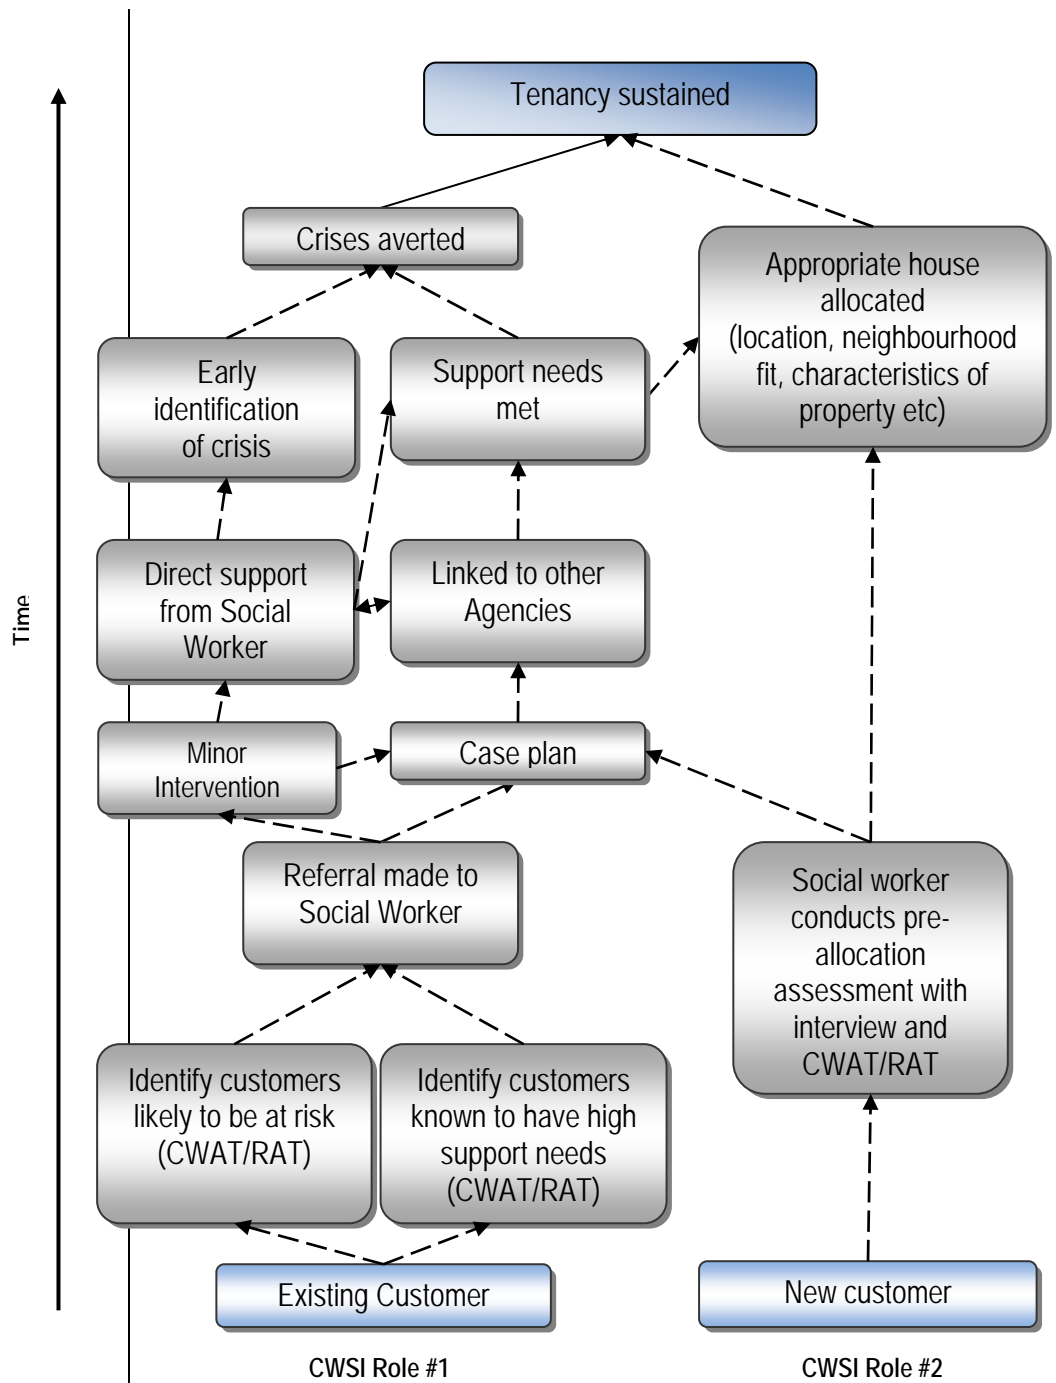 Tenancy sustained
Crises averted
Appropriate house
allocated
(location, neighbourhood
fit, characteristics of
property etc)
Early
identification
of crisis
Support needs
met
Direct support
from Social
Worker
Linked to other
Agencies
Time
Minor
Intervention
Case plan
Referral made to
Social Worker
Social worker
conducts pre-
allocation
assessment with
interview and
CWAT/RAT
Identify customers
likely to be at risk
(CWAT/RAT)
Identify customers
known to have high
support needs
(CWAT/RAT)
Existing Customer
New customer
CWSI Role #1
CWSI Role #2